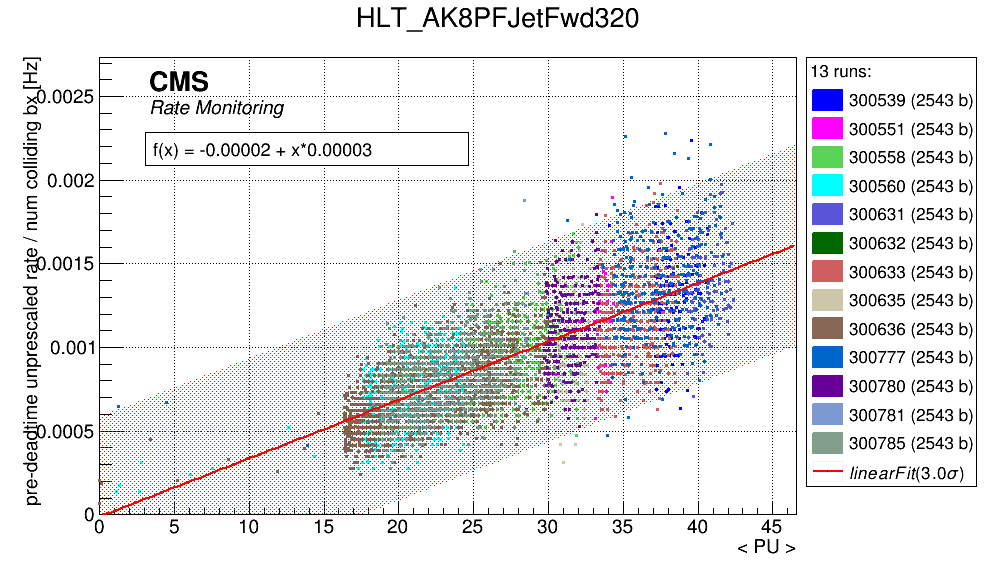 HLT_AK8PFJetFwd320
pre-deadtime unprescaled rate / num colliding bx [Hz]
CMS
Rate Monitoring
f(x) = -0.00002 + x*0.00003
0.0025
0.002
0.0015
0.001
0.0005
0
0 5 10 15 20 25 30 35 40 45
< PU >
13 runs:
300539 (2543 b)
300551 (2543 b)
300558 (2543 b)
300560 (2543 b)
300631 (2543 b)
300632 (2543 b)
300633 (2543 b)
300635 (2543 b)
300636 (2543 b)
300777 (2543 b)
300780 (2543 b)
300781 (2543 b)
300785 (2543 b)
linearFit(3.0σ)